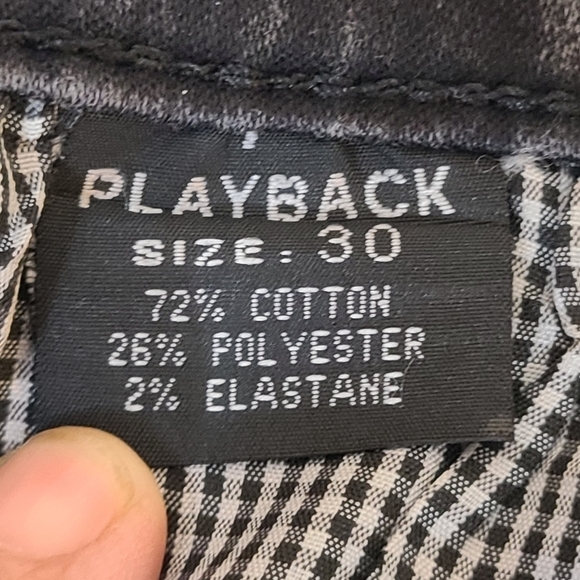 PLAYBACK
SIZE: 30
72% COTTON
26% POLYESTER
2% ELASTANE